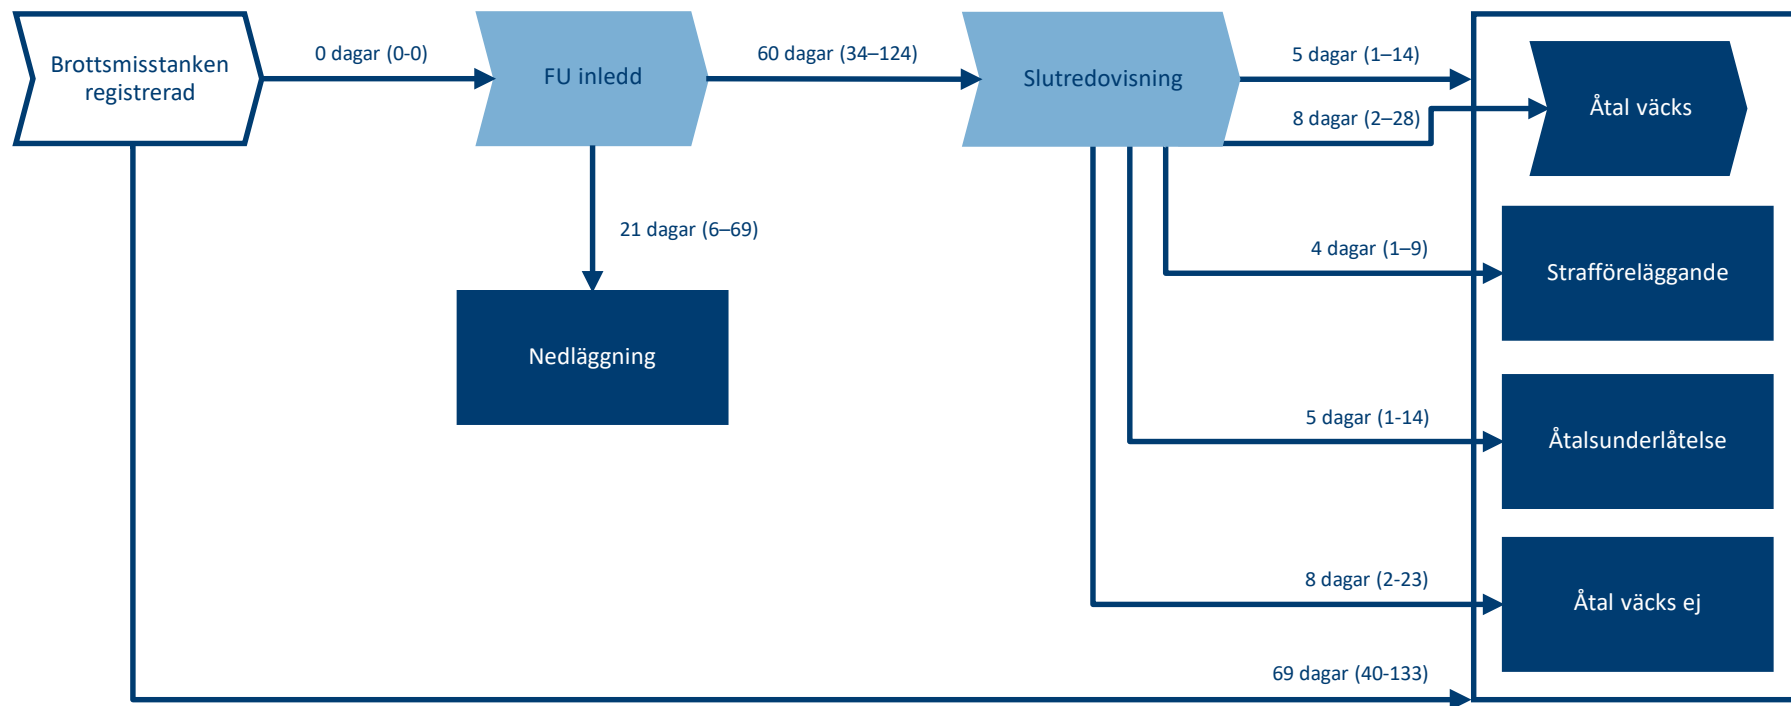 Brottsmisstanken
registrerad
0 dagar (0-0)
FU inledd
60 dagar (34–124)
Slutredovisning
5 dagar (1–14)
8 dagar (2–28)
Åtal väcks
21 dagar (6–69)
Nedläggning
4 dagar (1–9)
Strafföreläggande
5 dagar (1-14)
Åtalsunderlåtelse
8 dagar (2-23)
Åtal väcks ej
69 dagar (40-133)